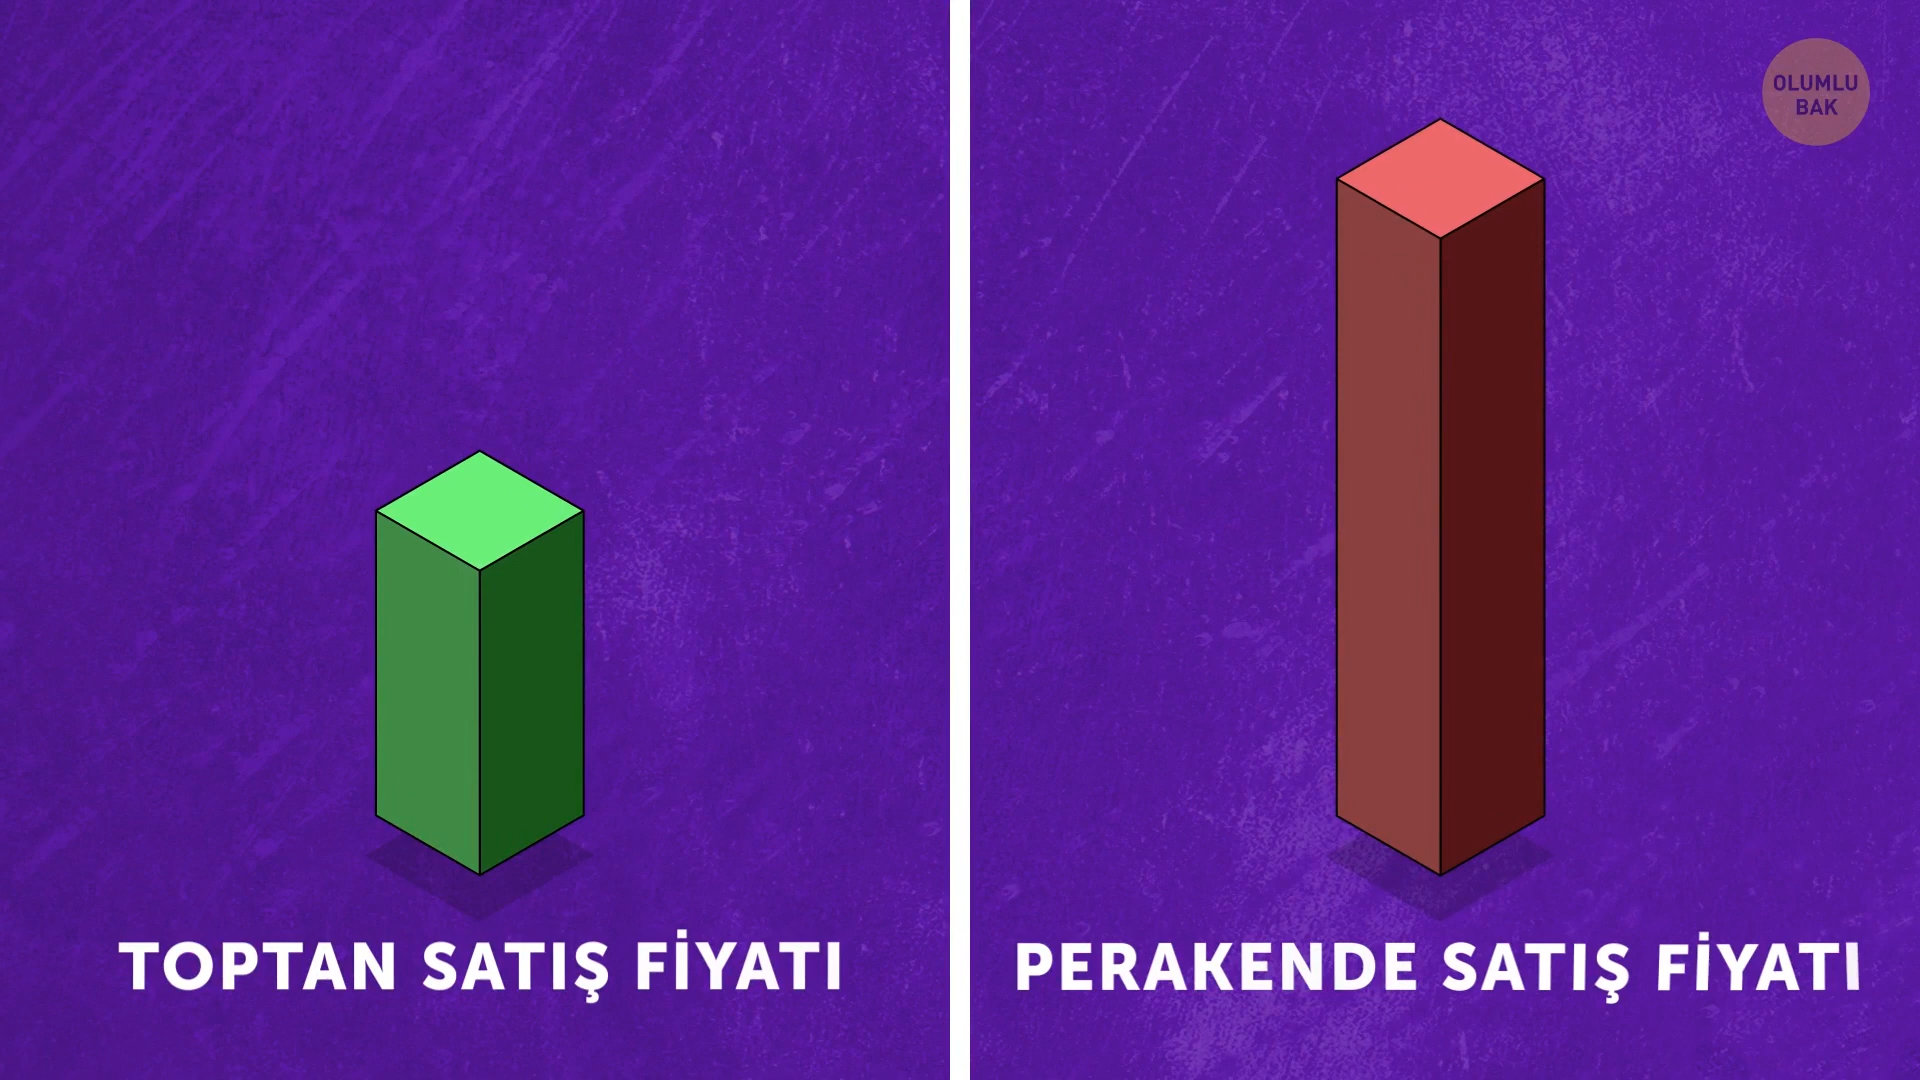 OLUMLU
BAK
TOPTAN SATIŞ FİYATI
PERAKENDE SATIŞ FİYATI